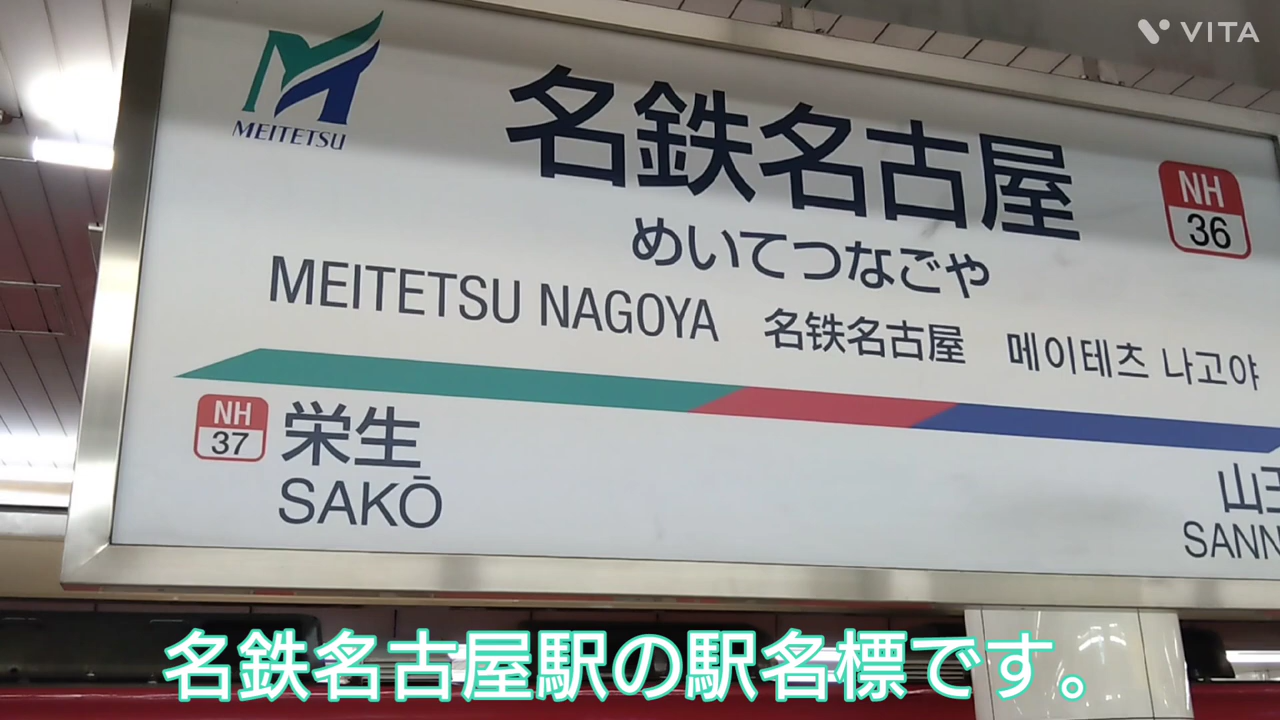 VITA
MEITETSU
名鉄名古屋
NH
36
めいてつなごや
MEITETSU NAGOYA 名铁名古屋 메이테츠 나고야
NH
37
栄生
SAKŌ
山
SANN
名鉄名古屋駅の駅名標です。